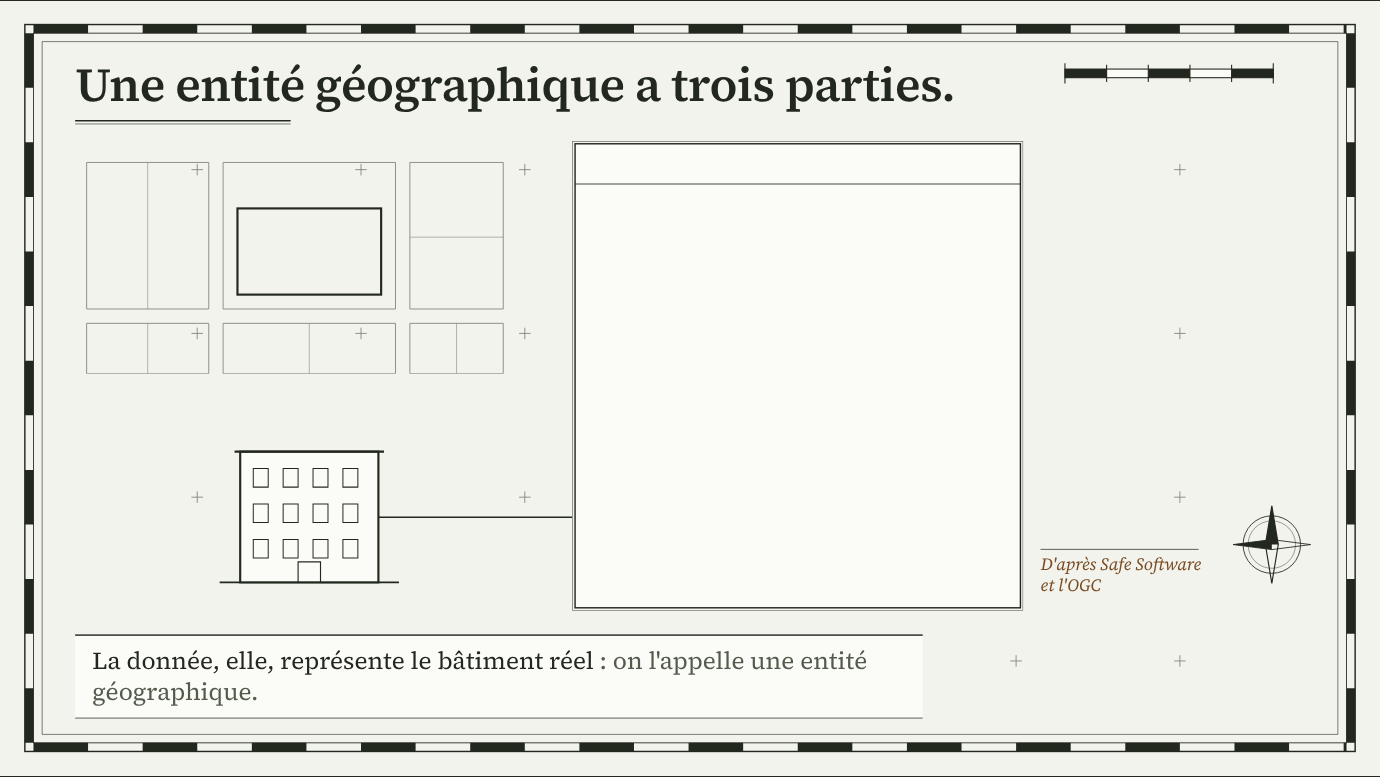 Une entité géographique a trois parties.
D'après Safe Software
et l'OGC
La donnée, elle, représente le bâtiment réel : on l'appelle une entité
géographique.